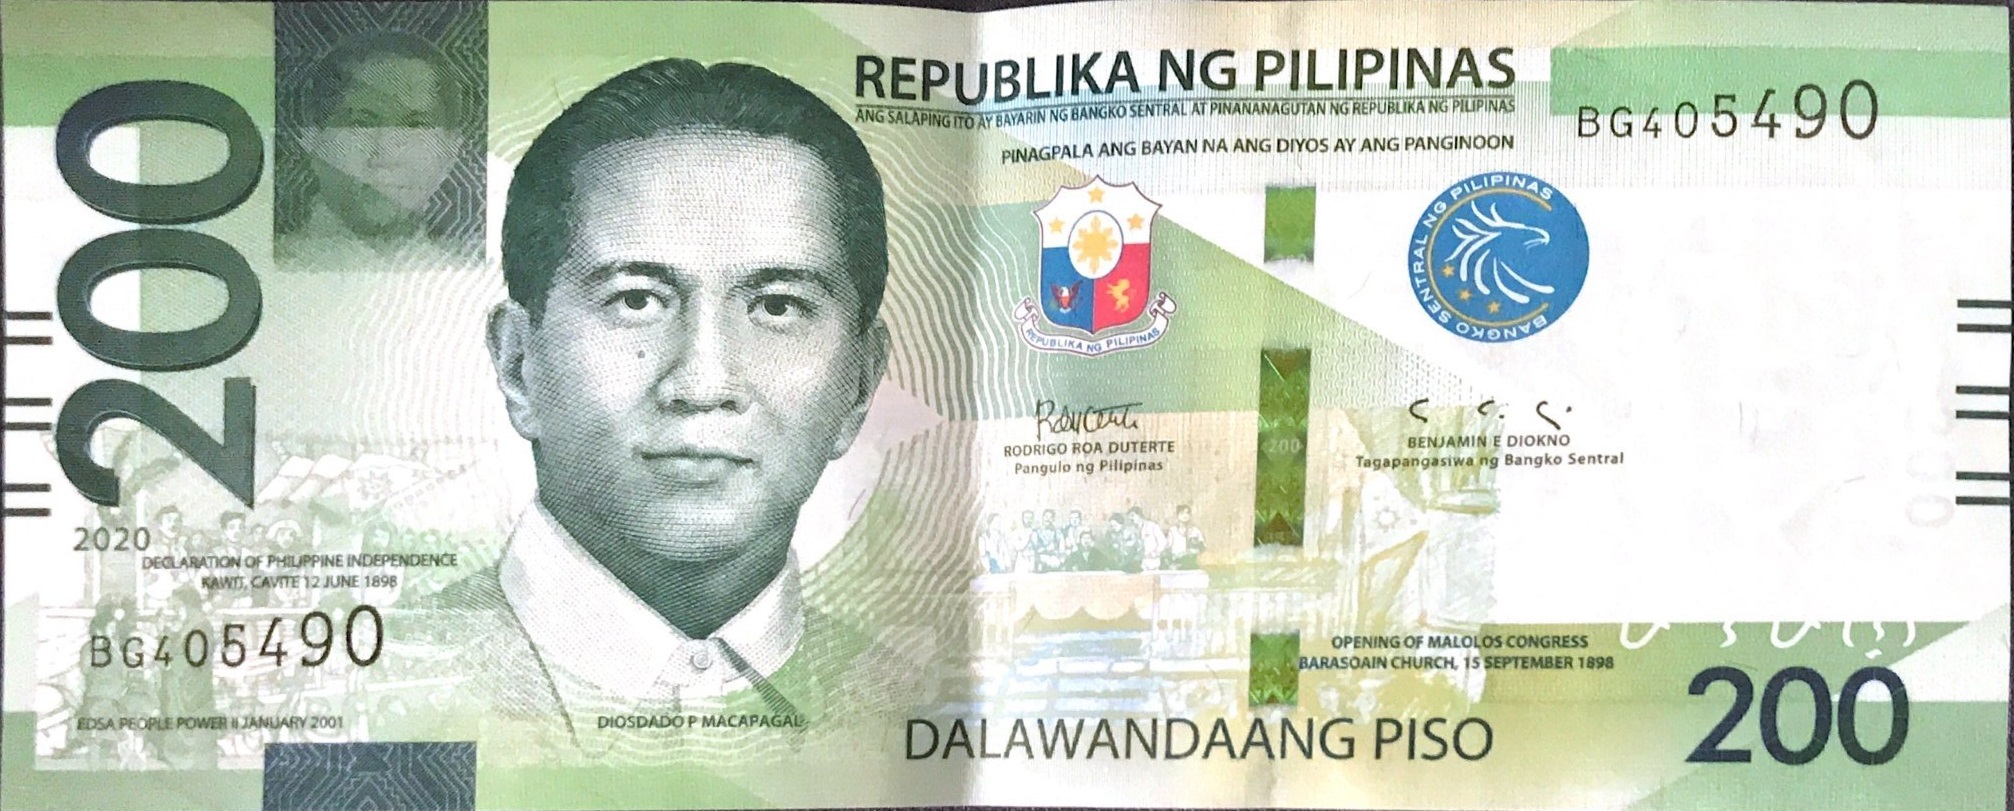 200
REPUBLIKA NG PILIPINAS
ANG SALAPING ITO AY BAYARIN NG BANGKO SENTRAL AT PINANANAGUTAN NG REPUBLIKA NG PILIPINAS
PINAGPALA ANG BAYAN NA ANG DIYOS AY ANG PANGINOON
BG405490
REPUBLIKA NG PILIPINAS
BANGKO SENTRAL NG PILIPINAS
RODRIGO ROA DUTERTE
Pangulo ng Pilipinas
200
BENJAMIN E DIOKNO
Tagapangasiwa ng Bangko Sentral
2020
DECLARATION OF PHILIPPINE INDEPENDENCE
KAWIT, CAVITE 12 JUNE 1898
BG405490
EDSA PEOPLE POWER II JANUARY 2001
DIOSDADO P MACAPAGAL
OPENING OF MALOLOS CONGRESS
BARASOAIN CHURCH, 15 SEPTEMBER 1898
DALAWANDAANG PISO
200